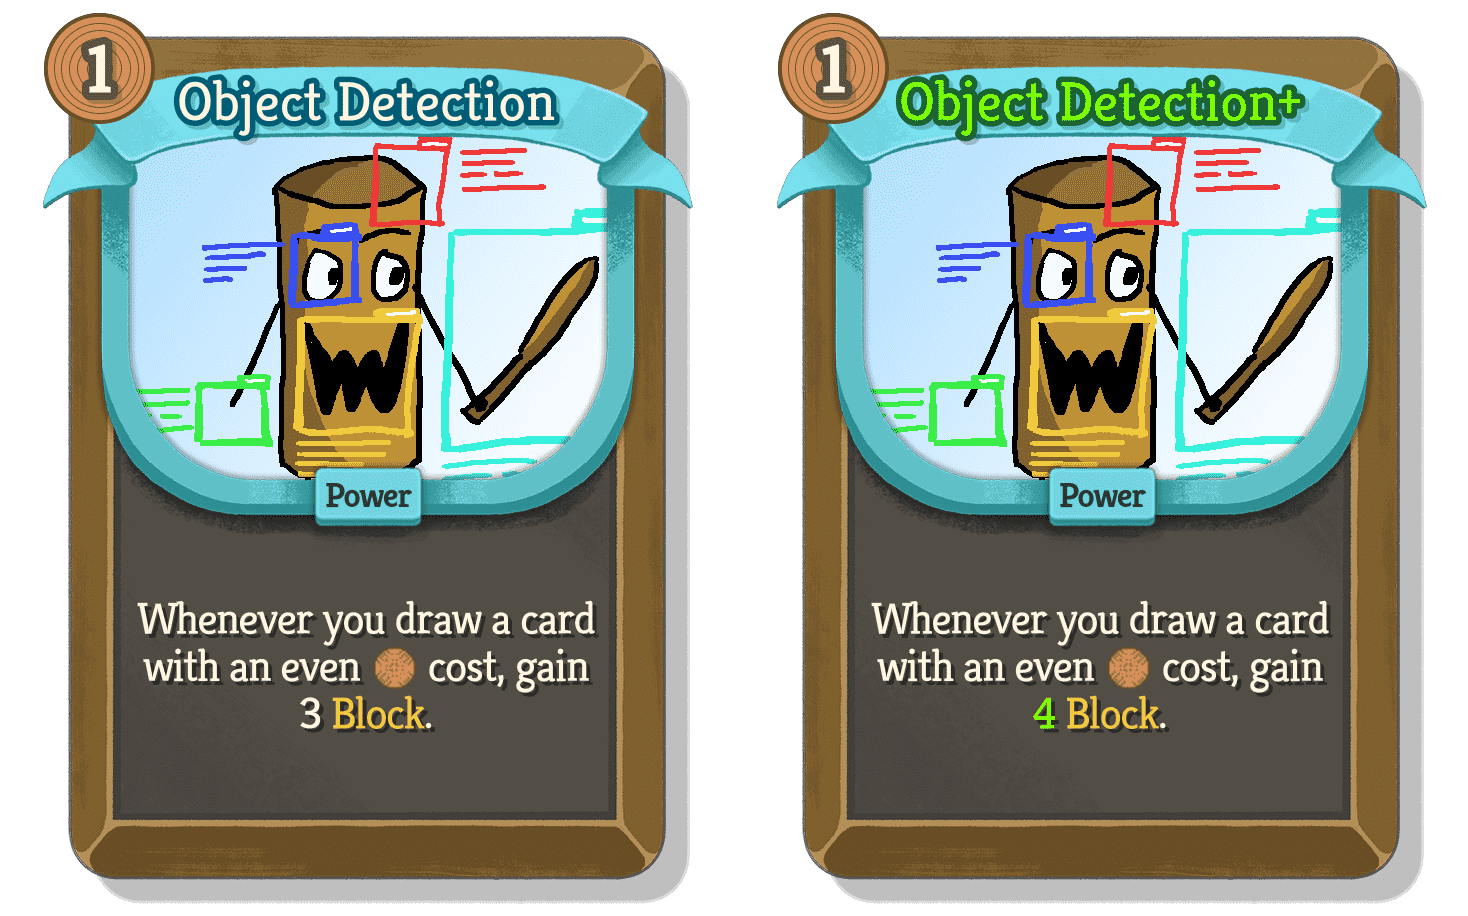 1
Object Detection
Power
Whenever you draw a card
with an even cost, gain
3 Block.
1
Object Detection+
Power
Whenever you draw a card
with an even cost, gain
4 Block.